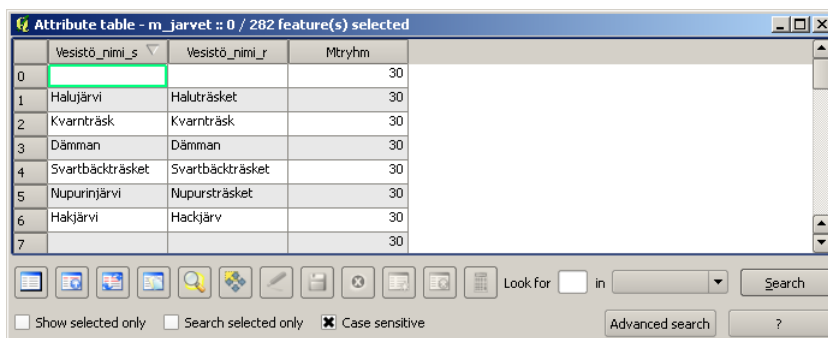 Attribute table - m_jarvet :: 0 / 282 feature(s) selected
Vesistö_nimi_s Vesistö_nimi_r Mtryhm
0 30
1 Halujärvi Haluträsket 30
2 Kvarnträsk Kvarnträsk 30
3 Dämman Dämman 30
4 Svartbäckträsket Svartbäckträsket 30
5 Nupurinjärvi Nupursträsket 30
6 Hakjärvi Hackjärv 30
7 30
Look for in Search
Show selected only Search selected only Case sensitive Advanced search ?